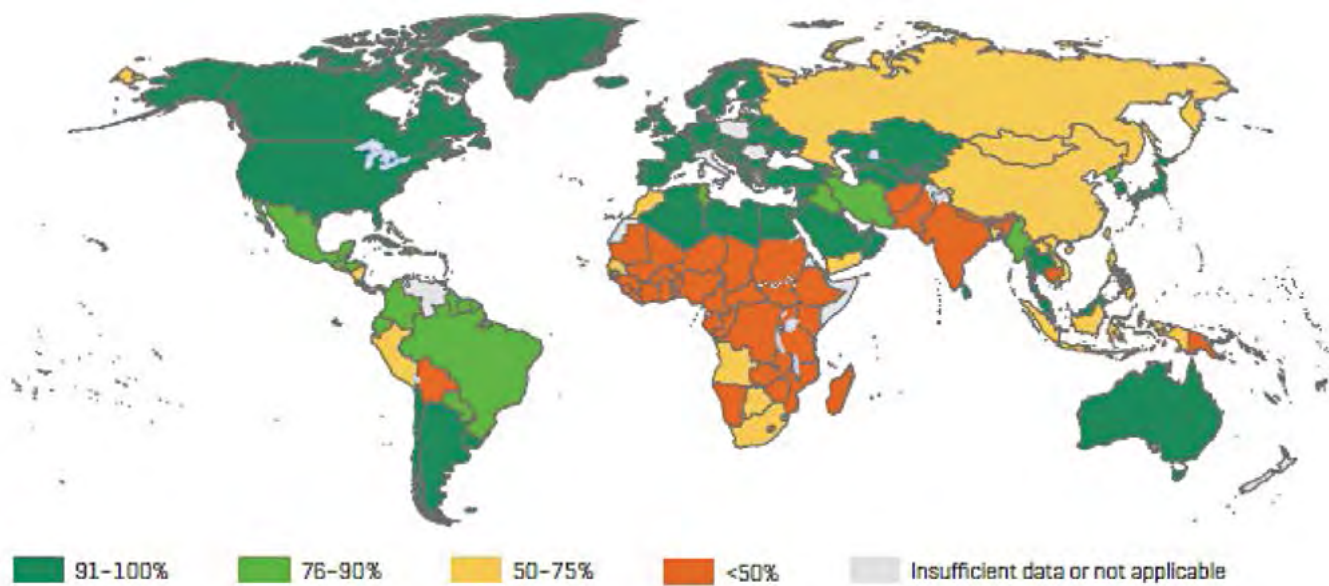 91–100%
76–90%
50–75%
<50%
Insufficient data or not applicable